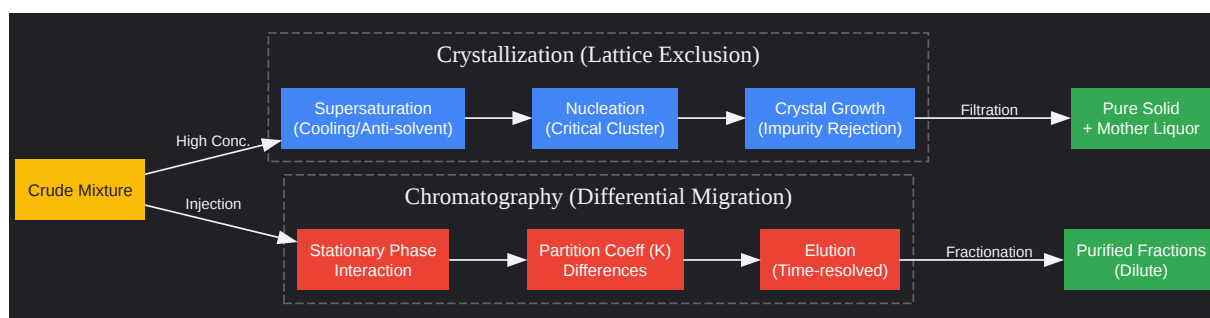 Crystallization (Lattice Exclusion)
Supersaturation
(Cooling/Anti-solvent)
Nucleation
(Critical Cluster)
Crystal Growth
(Impurity Rejection)
Filtration
Pure Solid
+ Mother Liquor
High Conc.
Crude Mixture
Injection
Chromatography (Differential Migration)
Stationary Phase
Interaction
Partition Coeff (K)
Differences
Elution
(Time-resolved)
Fractionation
Purified Fractions
(Dilute)